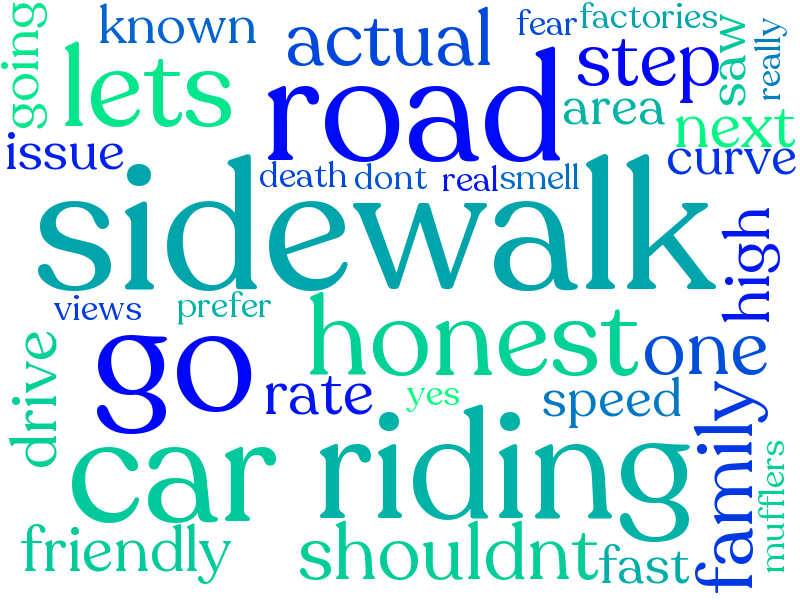 going
known
lets
actual
fear
factories
step
saw
really
road
area
next
issue
curve
death
dont
real
smell
sidewalk
high
views
prefer
honest
one
drive
go
rate
yes
speed
family
car
riding
mufflers
friendly
shouldnt
fast